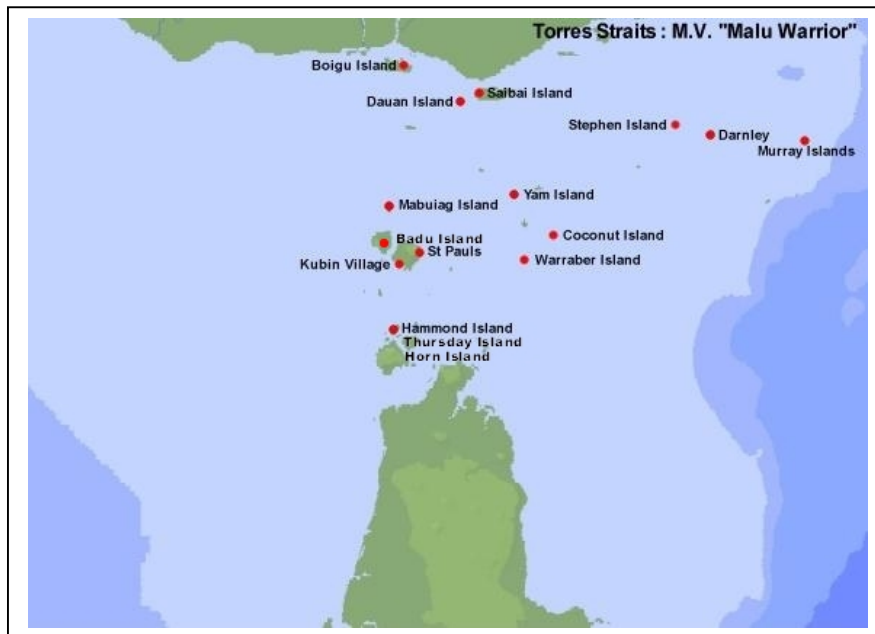 Torres Straits : M.V. "Malu Warrior"
Boigu Island
Saibai Island
Dauan Island
Stephen Island
Darnley
Murray Islands
Yam Island
Mabuiag Island
Coconut Island
Badu Island
St Pauls
Warraber Island
Kubin Village
Hammond Island
Thursday Island
Horn Island